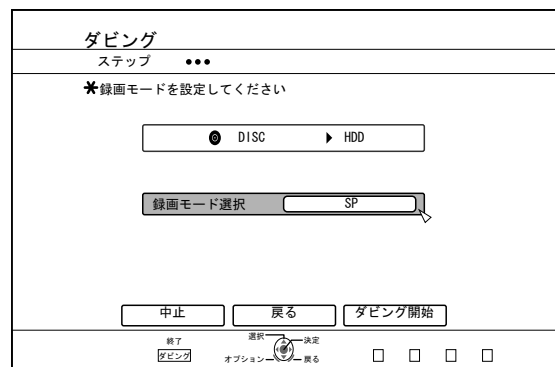 ダビング
ステップ •••
*録画モードを設定してください
DISC ▶ HDD
録画モード選択 SP
中止 戻る ダビング開始
終了
ダビング
選択 決定
オプション 戻る